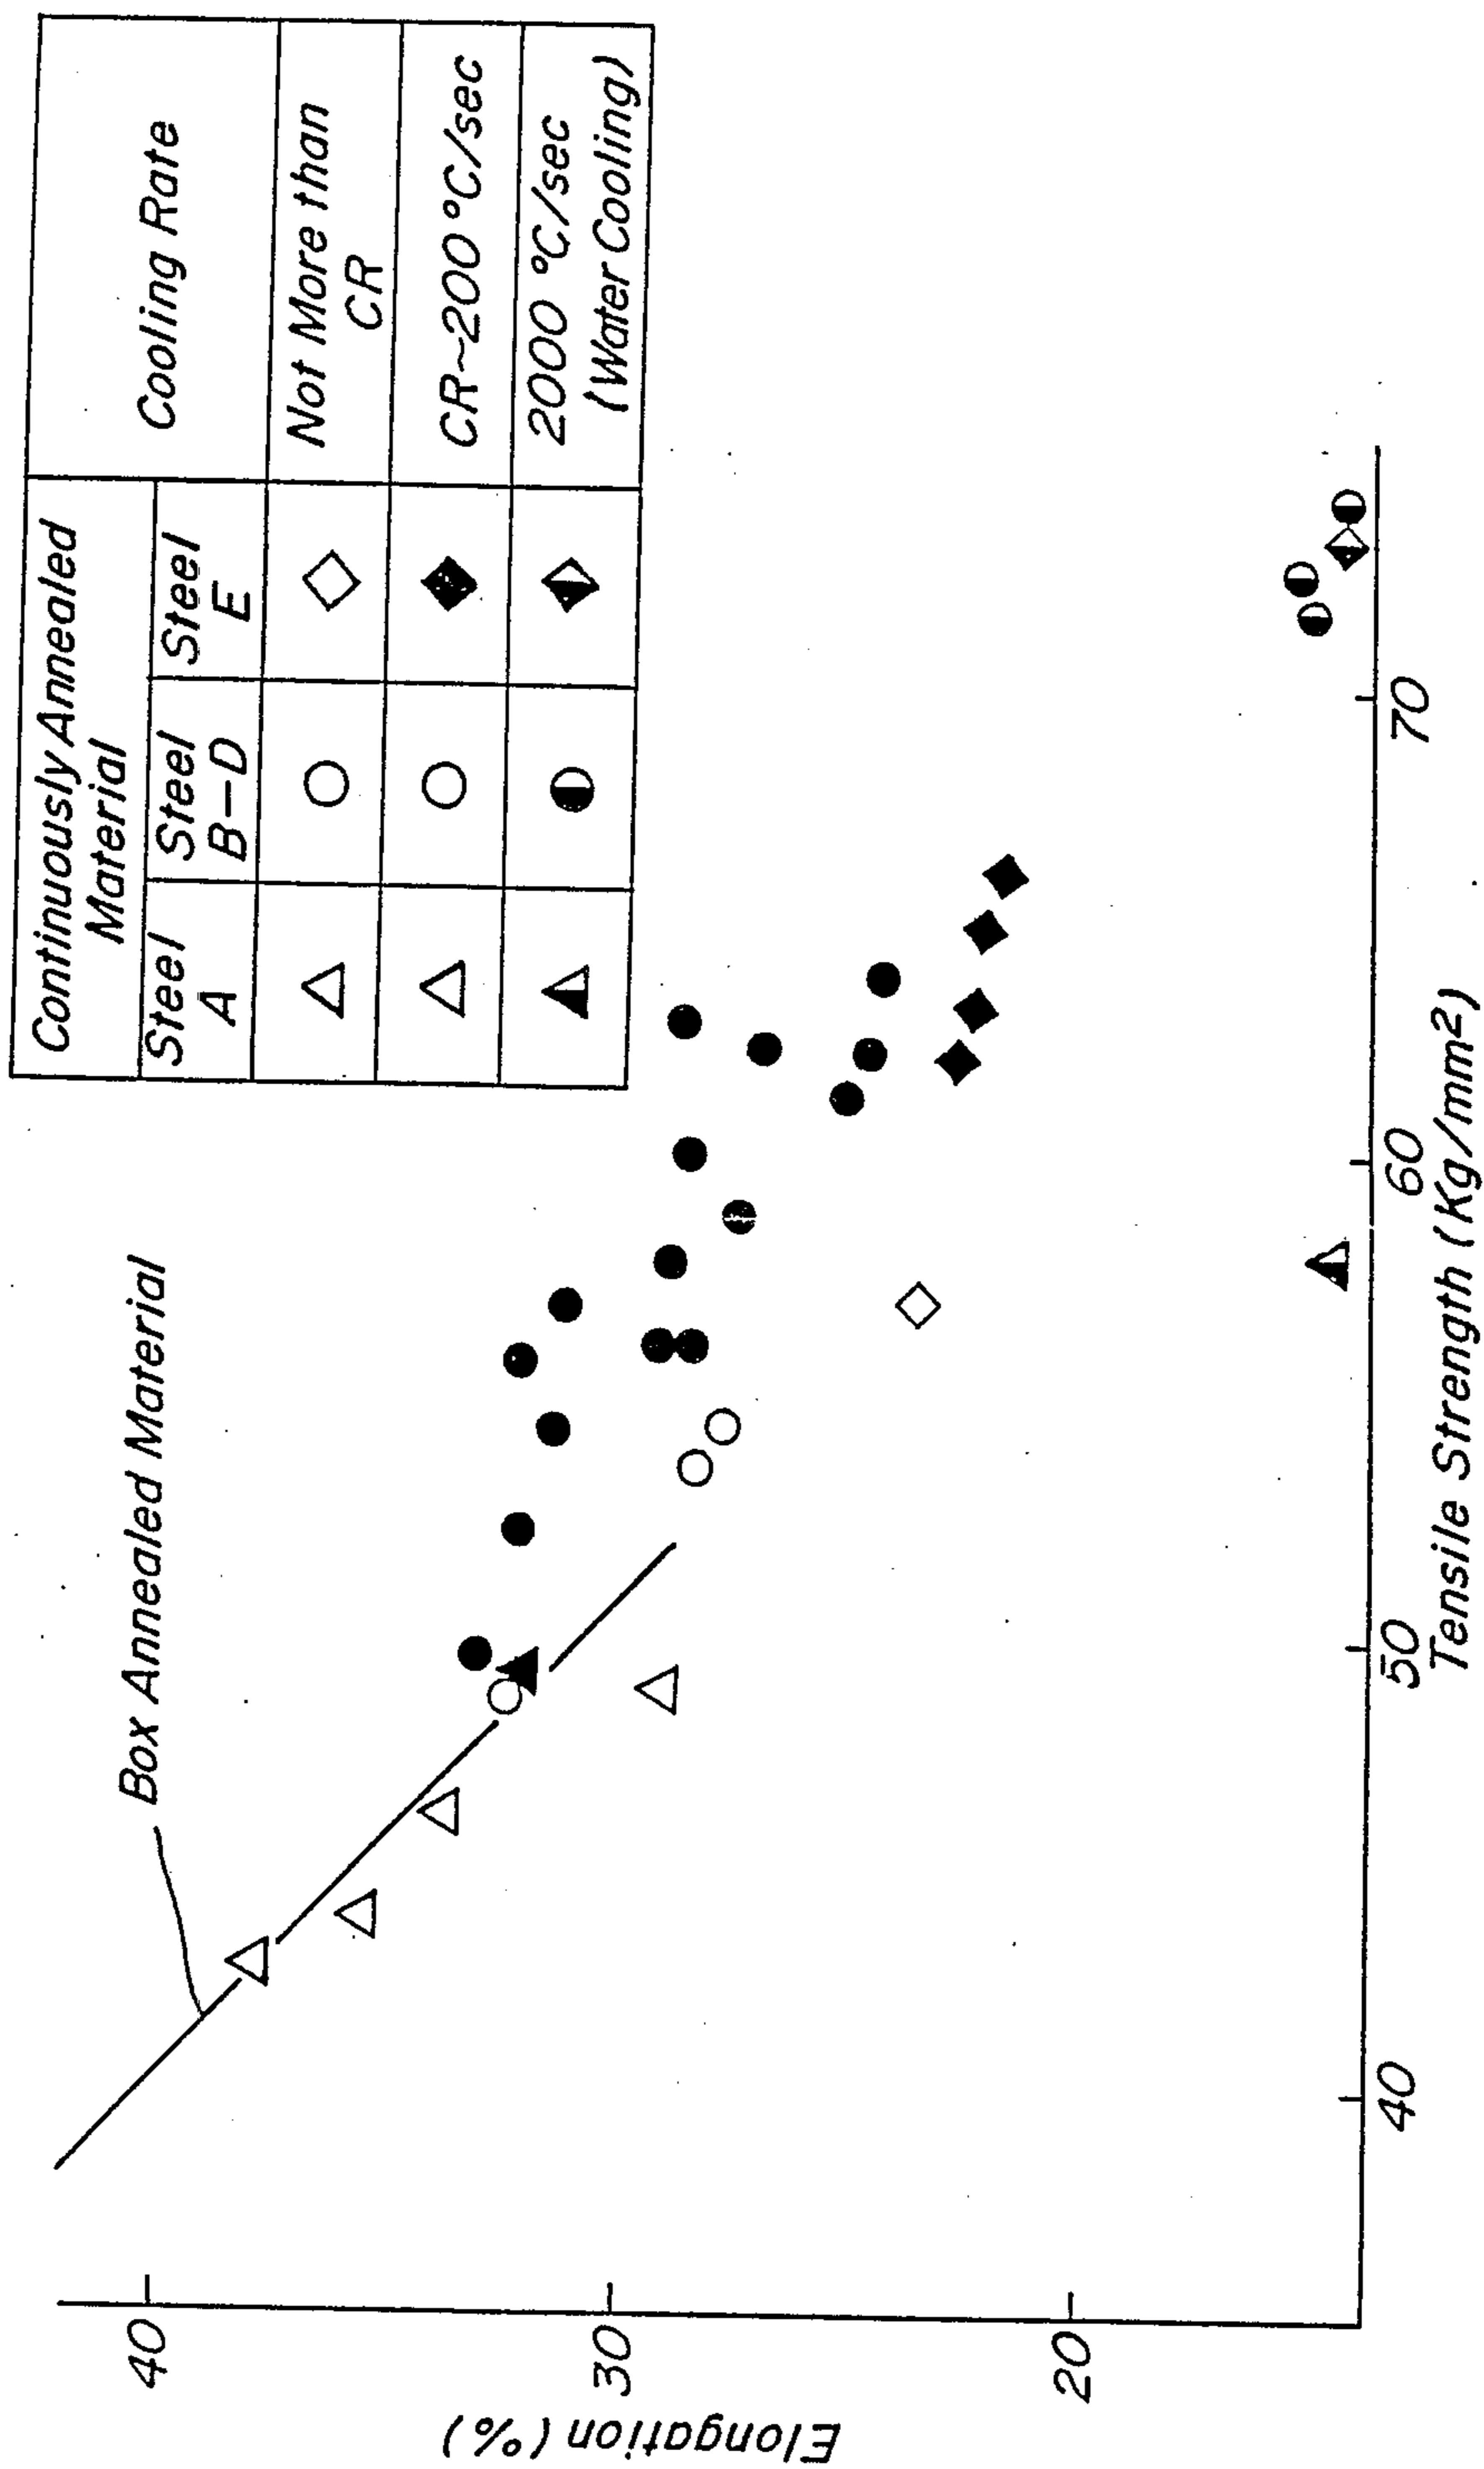 Continuously Annealed
Material
Cooling Rate
Steel
A
Steel
B−D
Steel
E
Not More than
CR
CR~200°C/sec
2000 °C/sec
(Water Cooling)
Box Annealed Material
Elongation (%)
40
30
20
40
50
60
70
Tensile Strength (Kg/mm²)